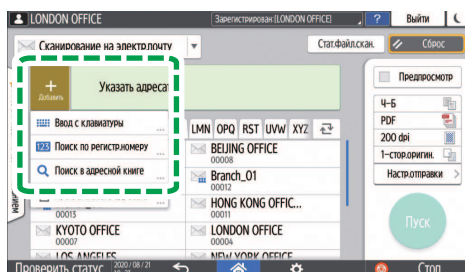 LONDON OFFICE
Зарегистрирован:[LONDON OFFICE)
?
Выйти
Сканирование на электр.почту
Стат.файл.скан.
Сброс
Добавить
Указать адресат
Предпросмотр
Ввод с клавиатуры
Поиск по регистр.номеру
Поиск в адресной книге
LMN OPQ RST UVW XYZ
BEIJING OFFICE
00008
Branch_01
00012
HONG KONG OFFIC...
00011
00013
KYOTO OFFICE
00007
LONDON OFFICE
00004
LOS ANGELES
NEW YORK OFFICE
4-6
PDF
200 dpi
1-стор.оригин.
Настр.отправки
Пуск
Проверить статус
2020/08/21
Стоп